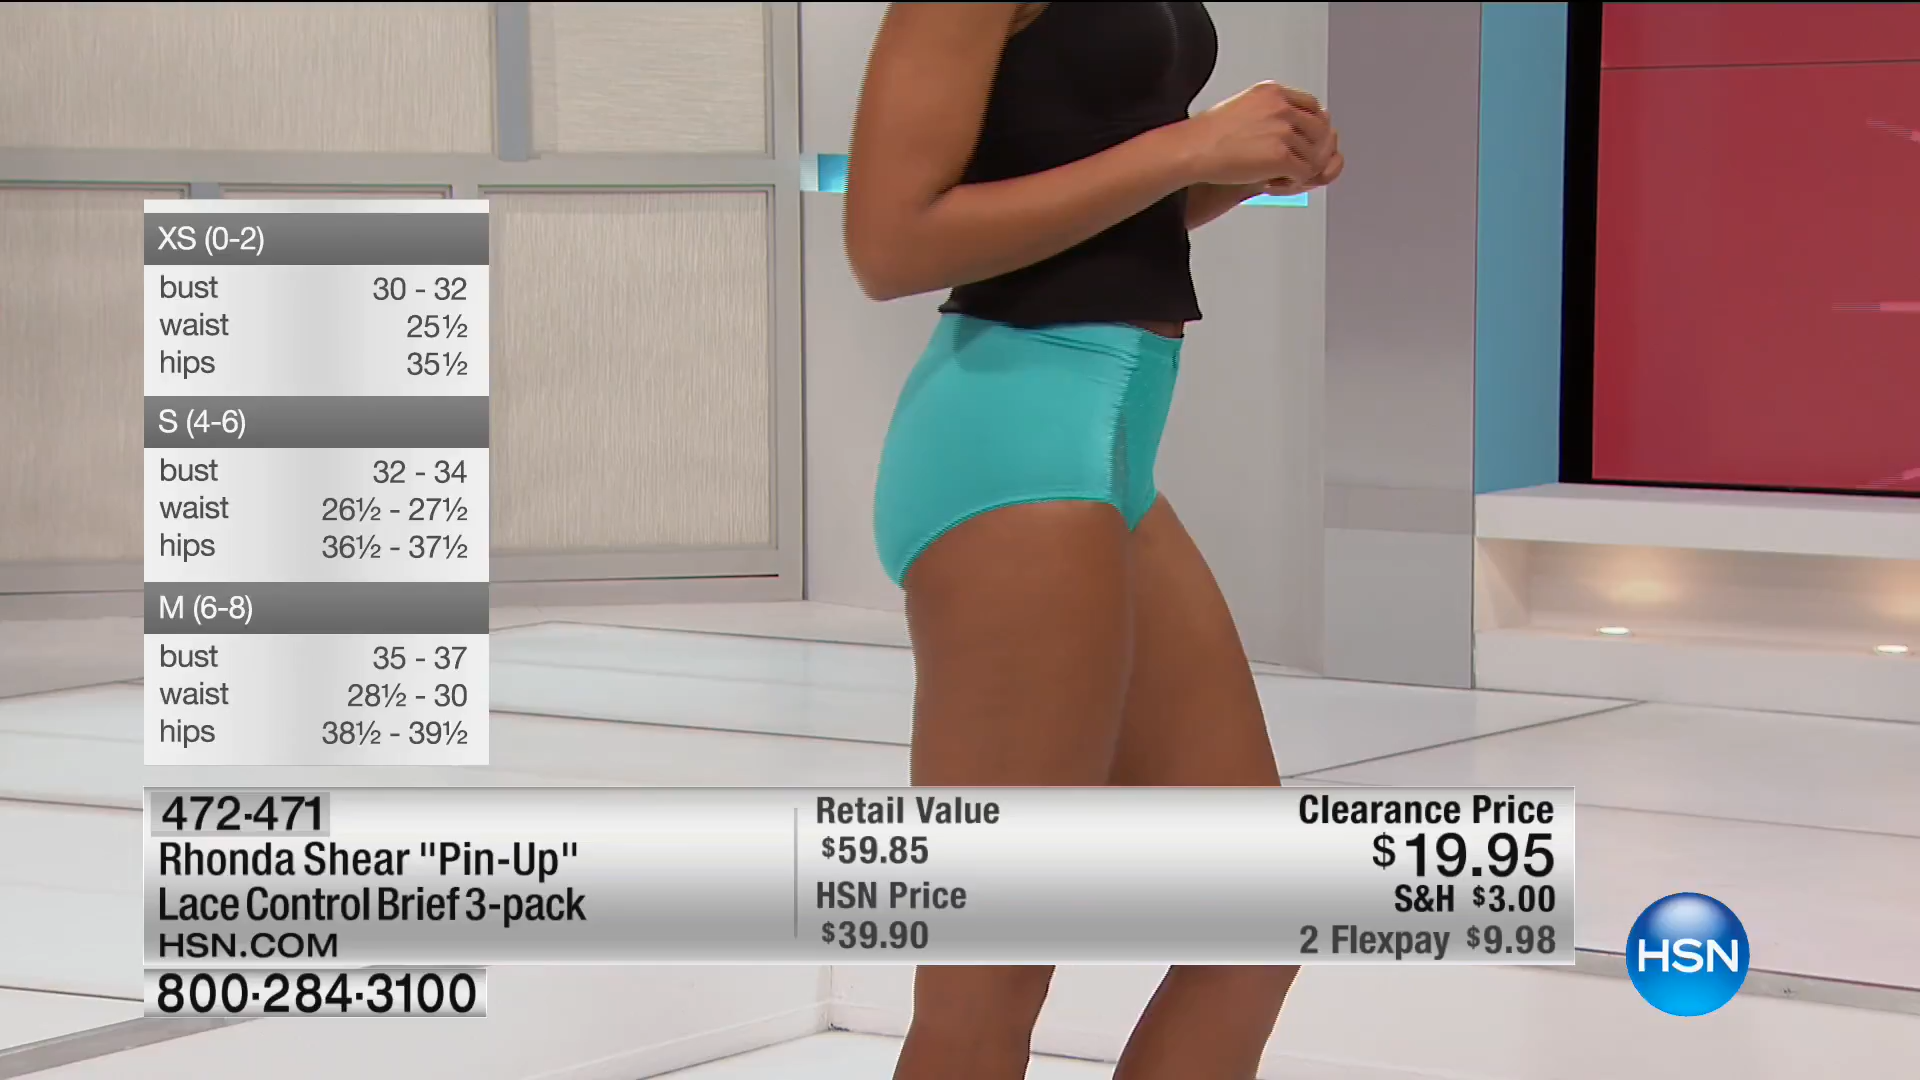 XS (0-2)
bust 30 - 32
waist 25½
hips 35½
S (4-6)
bust 32 - 34
waist 26½ - 27½
hips 36½ - 37½
M (6-8)
bust 35 - 37
waist 28½ - 30
hips 38½ - 39½
472-471
Rhonda Shear "Pin-Up"
Lace Control Brief 3-pack
HSN.COM
800·284·3100
Retail Value
$59.85
HSN Price
$39.90
Clearance Price
$19.95
S&H $3.00
2 Flexpay $9.98
HSN